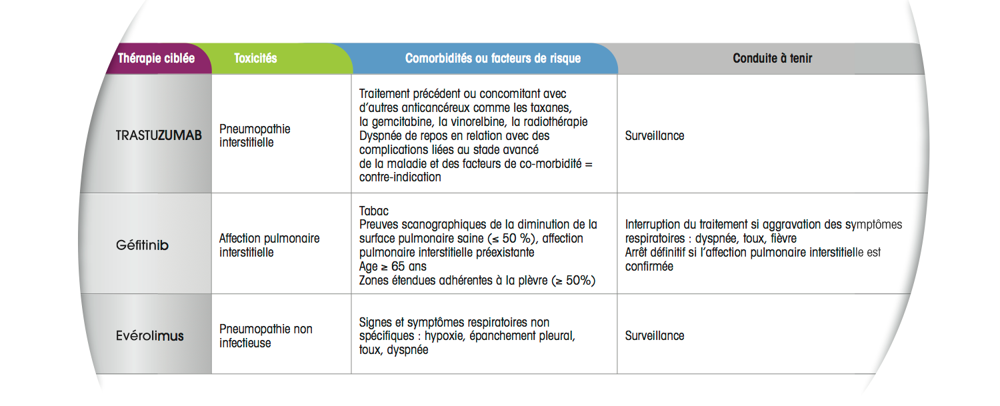 Thérapie ciblée
Toxicités
Comorbidités ou facteurs de risque
Conduite à tenir
TRASTUZUMAB
Pneumopathie
interstitielle
Traitement précédent ou concomitant avec
d’autres anticancéreux comme les taxanes,
la gemcitabine, la vinorelbine, la radiothérapie
Dyspnée de repos en relation avec des
complications liées au stade avancé
de la maladie et des facteurs de co-morbidité =
contre-indication
Surveillance
Géfitinib
Affection pulmonaire
interstitielle
Tabac
Preuves scanographiques de la diminution de la
surface pulmonaire saine (≤ 50 %), affection
pulmonaire interstitielle préexistante
Age ≥ 65 ans
Zones étendues adhérentes à la plèvre (≥ 50%)
Interruption du traitement si aggravation des symptômes
respiratoires : dyspnée, toux, fièvre
Arrêt définitif si l’affection pulmonaire interstitielle est
confirmée
Evérolimus
Pneumopathie non
infectieuse
Signes et symptômes respiratoires non
spécifiques : hypoxie, épanchement pleural,
toux, dyspnée
Surveillance